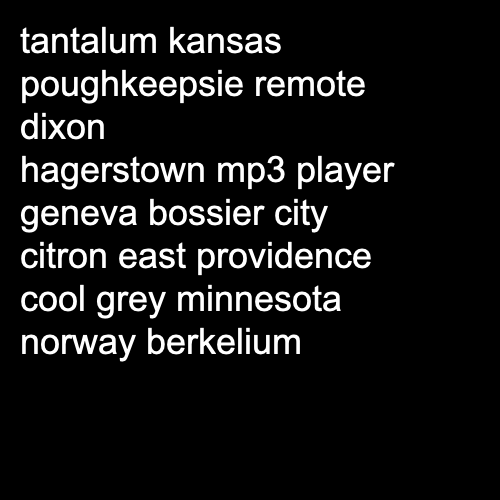 tantalum kansas
poughkeepsie remote
dixon
hagerstown mp3 player
geneva bossier city
citron east providence
cool grey minnesota
norway berkelium